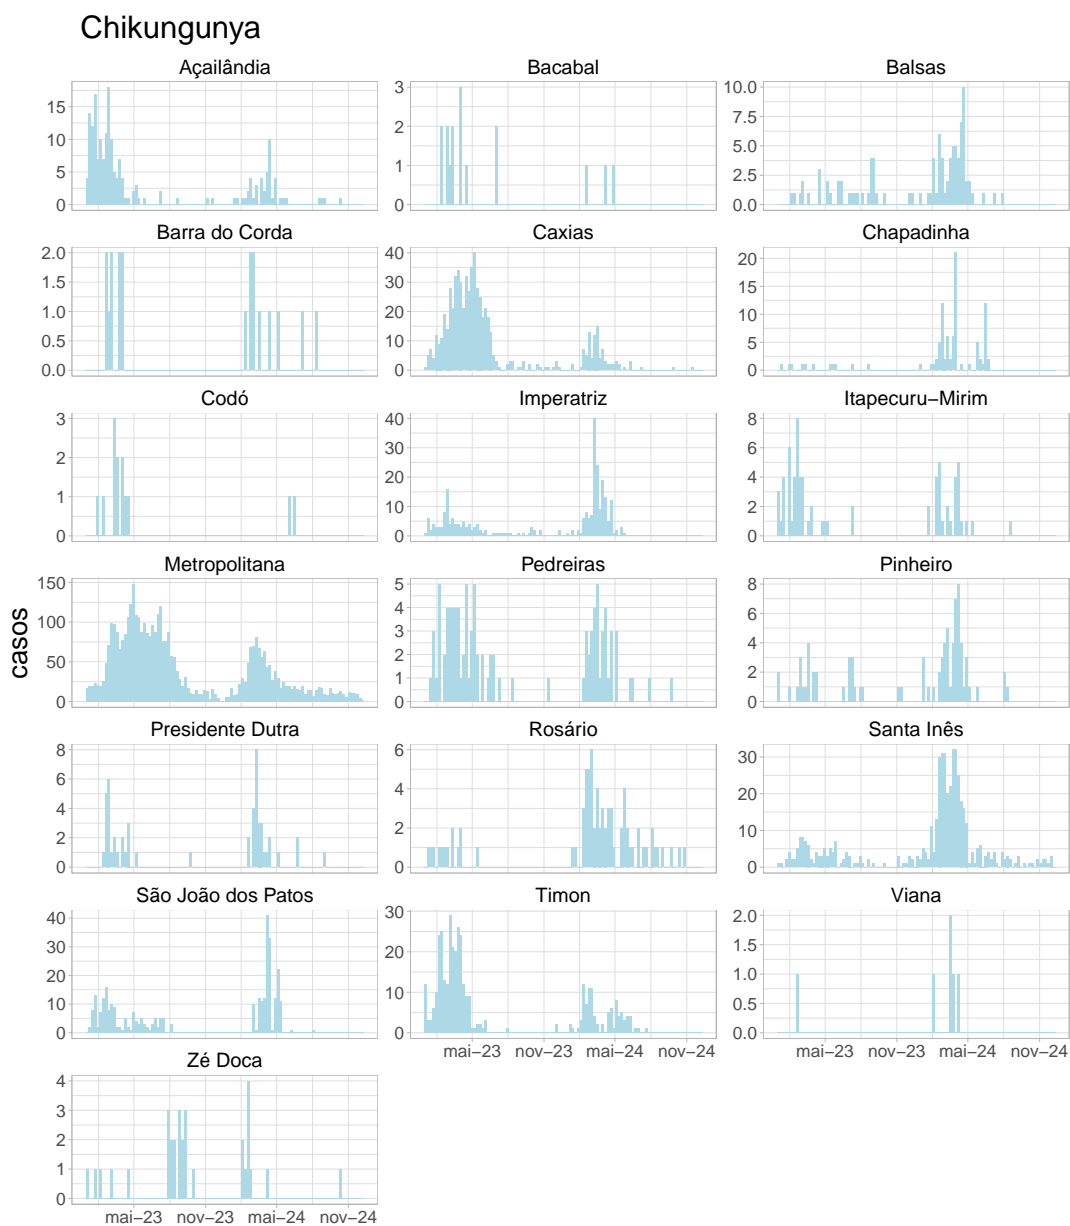 Chikungunya
Açailândia
Bacabal
Balsas
15
10
5
0
3
2
1
0
10.0
7.5
5.0
2.5
0.0
Barra do Corda
Caxias
Chapadinha
2.0
1.5
1.0
0.5
0.0
40
30
20
10
0
20
15
10
5
0
Codó
Imperatriz
Itapecuru−Mirim
3
2
1
0
40
30
20
10
0
8
6
4
2
0
Metropolitana
Pedreiras
Pinheiro
150
100
50
0
5
4
3
2
1
0
8
6
4
2
0
casos
Presidente Dutra
Rosário
Santa Inês
8
6
4
2
0
6
4
2
0
30
20
10
0
São João dos Patos
Timon
Viana
40
30
20
10
0
30
20
10
0
2.0
1.5
1.0
0.5
0.0
mai−23
nov−23
mai−24
nov−24
mai−23
nov−23
mai−24
nov−24
Zé Doca
4
3
2
1
0
mai−23
nov−23
mai−24
nov−24